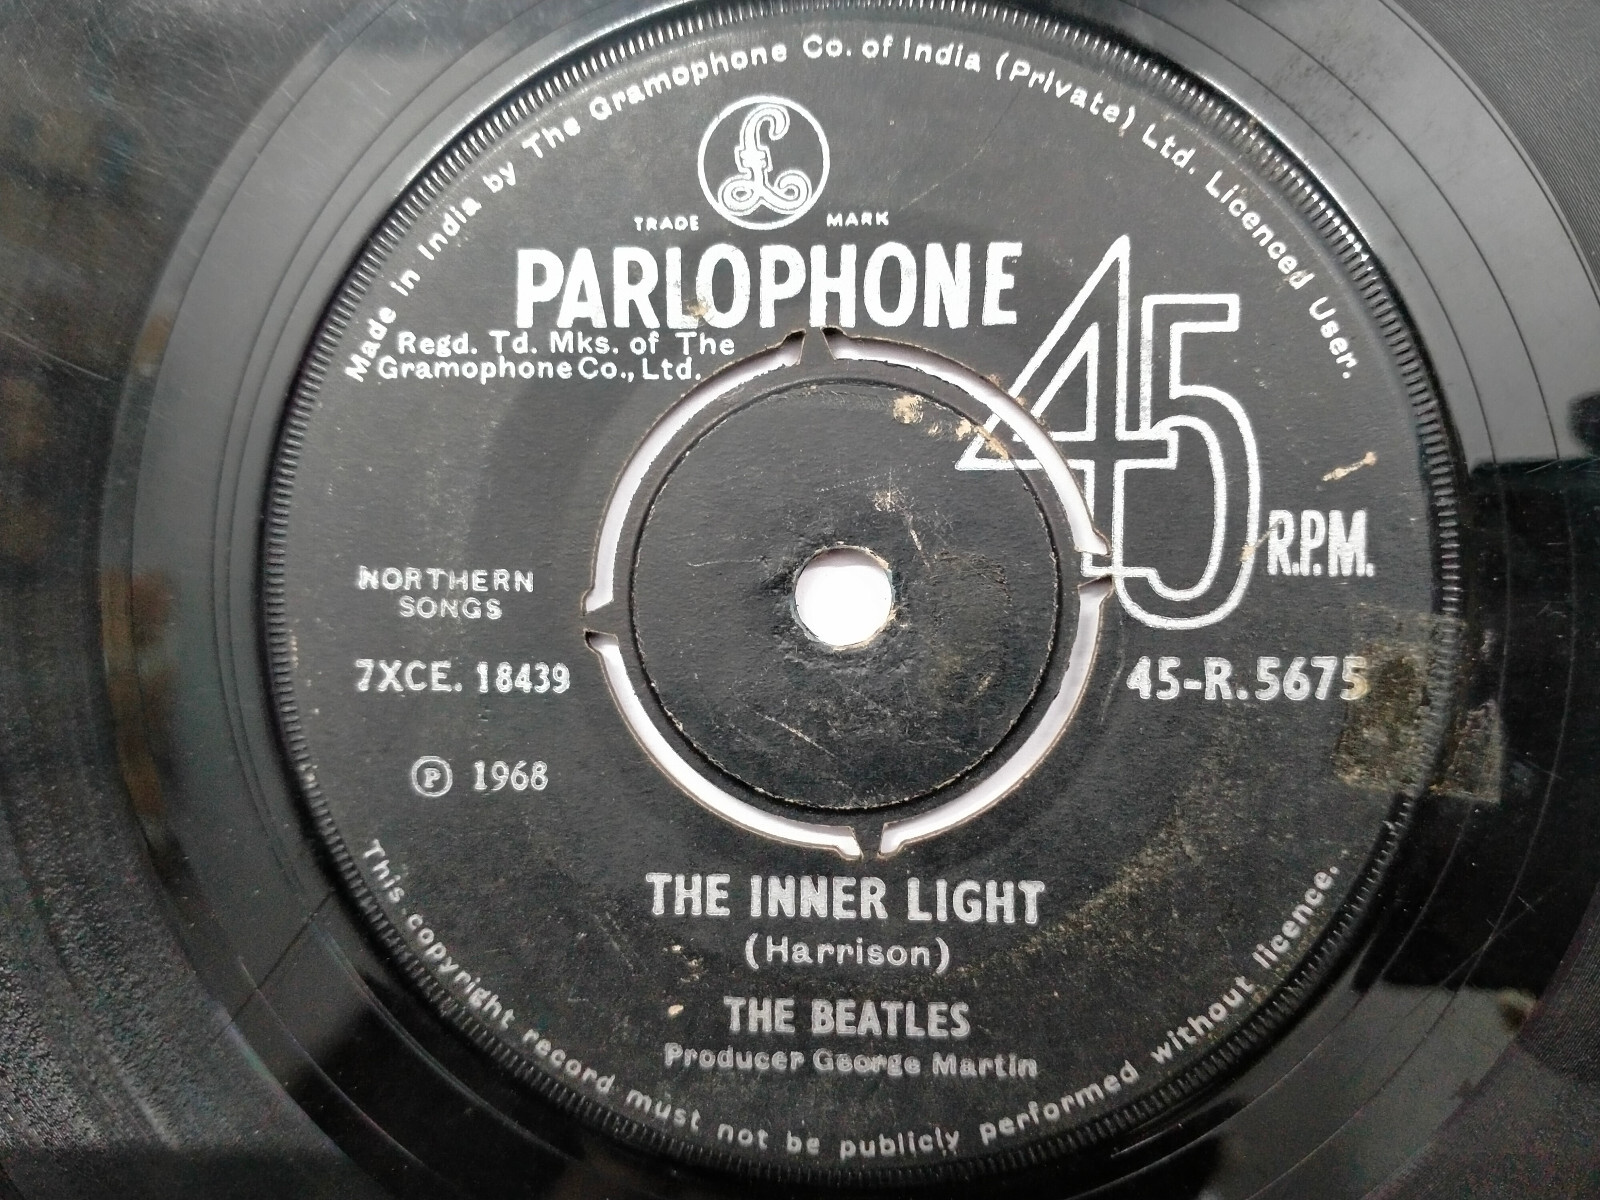 Made in India by The Gramophone Co. of India (Private) Ltd. Licenced User.
£
TRADE MARK
PARLOPHONE
Regd. Td. Mks. of The
Gramophone Co., Ltd.
45
R.P.M.
NORTHERN
SONGS
7XCE. 18439
45-R.5675
Ⓟ 1968
THE INNER LIGHT
(Harrison)
THE BEATLES
Producer George Martin
This copyright record must not be publicly performed without licence.